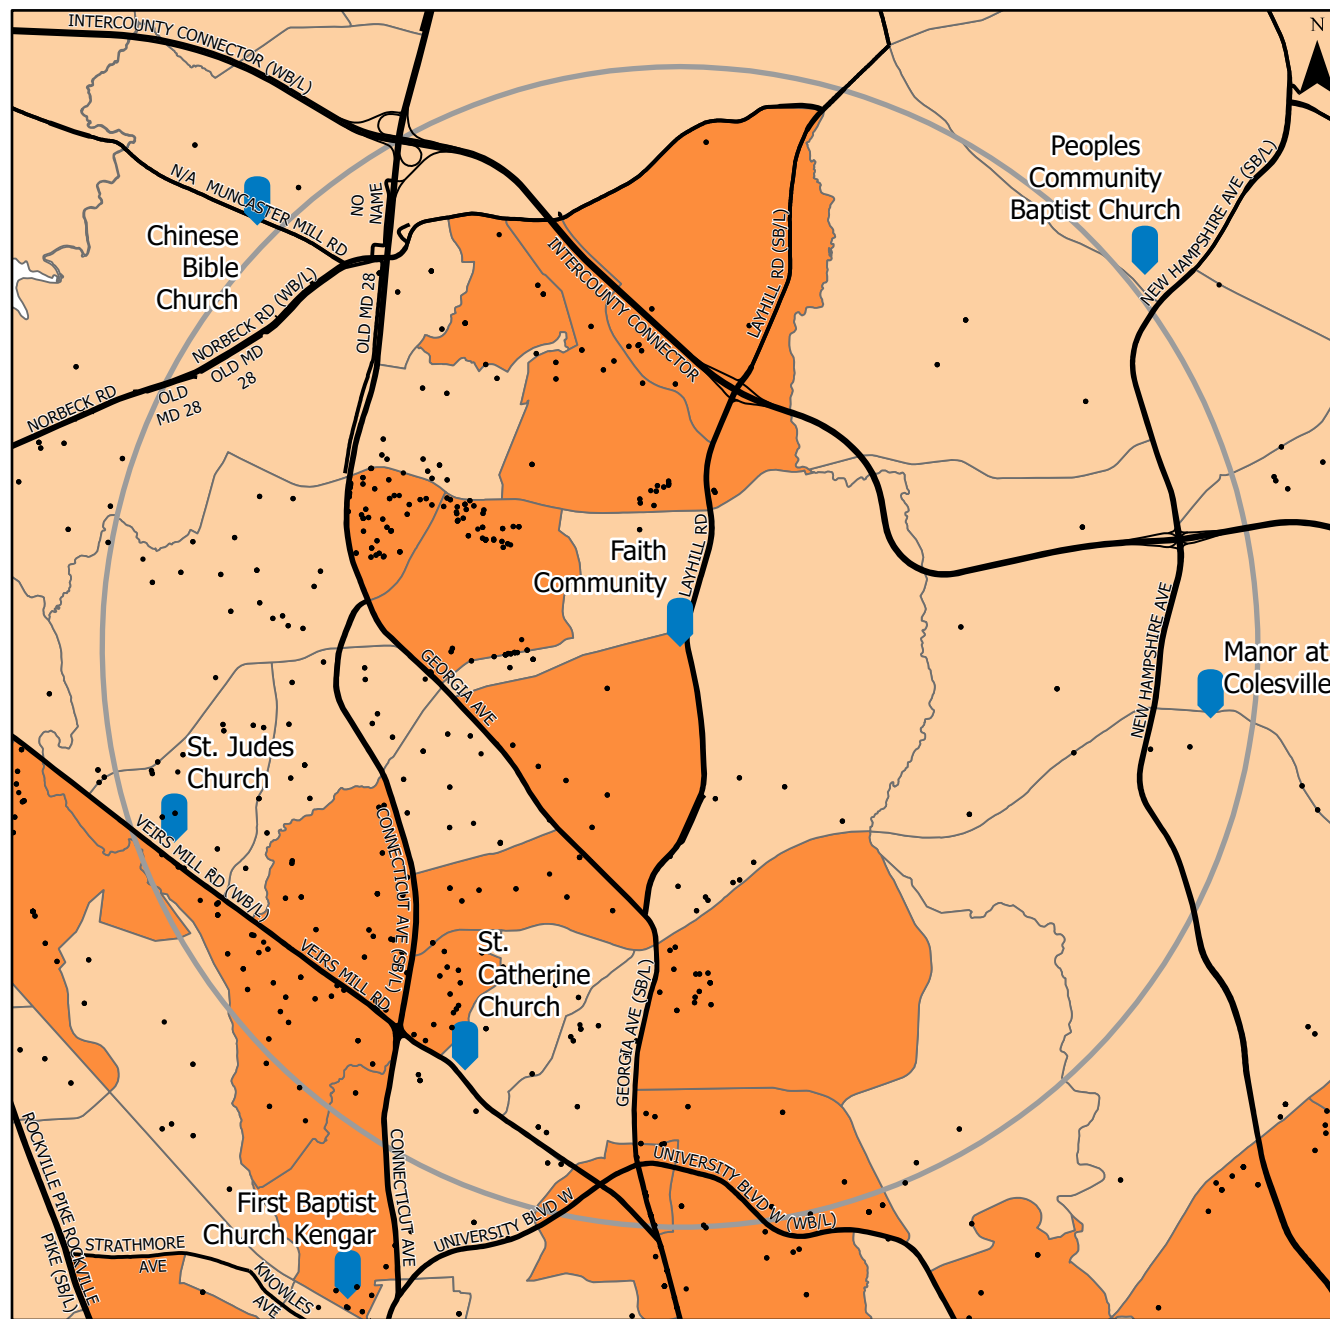 INTERCOUNTY CONNECTOR (WB/L)
N
Peoples
Community
Baptist Church
NEW HAMPSHIRE AVE (SB/L)
N/A MUNCASTER MILL RD
NO
NAME
Chinese
Bible
Church
LAYHILL RD (SB/L)
INTERCOUNTY CONNECTOR
NORBECK RD (WB/L)
OLD MD 28
OLD MD
28
OLD
MD 28
NORBECK RD
Faith
Community
LAYHILL RD
NEW HAMPSHIRE AVE
Manor at
Colesville
GEORGIA AVE
St. Judes
Church
VEIRS MILL RD (WB/L)
CONNECTICUT AVE (SB/L)
VEIRS MILL RD
St.
Catherine
Church
GEORGIA AVE (SB/L)
ROCKVILLE PIKE ROCKVILLE
PIKE (SB/L)
CONNECTICUT AVE
UNIVERSITY BLVD W (WB/L)
First Baptist
Church Kengar
UNIVERSITY BLVD W
STRATHMORE
AVE
KNOWLES
AVE